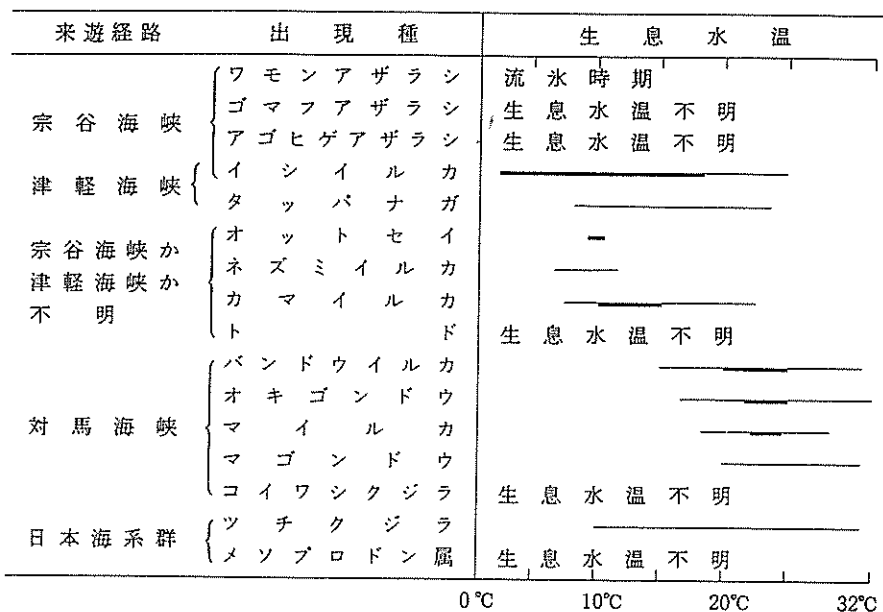 来遊経路 出現種 生息水温
ワモンアザラシ 流氷時期
ゴマフアザラシ 生息水温不明
宗谷海峡
アゴヒゲアザラシ 生息水温不明
イシイルカ
津軽海峡
タッパナガ
オットセイ
宗谷海峡か
ネズミイルカ
津軽海峡か
カマイルカ
不明
トド 生息水温不明
バンドウイルカ
オキゴンドウ
対馬海峡 マイルカ
マゴンドウ
コイワシクジラ 生息水温不明
ツチクジラ
日本海系群
メソプロドン属 生息水温不明
0℃ 10℃ 20℃ 32℃